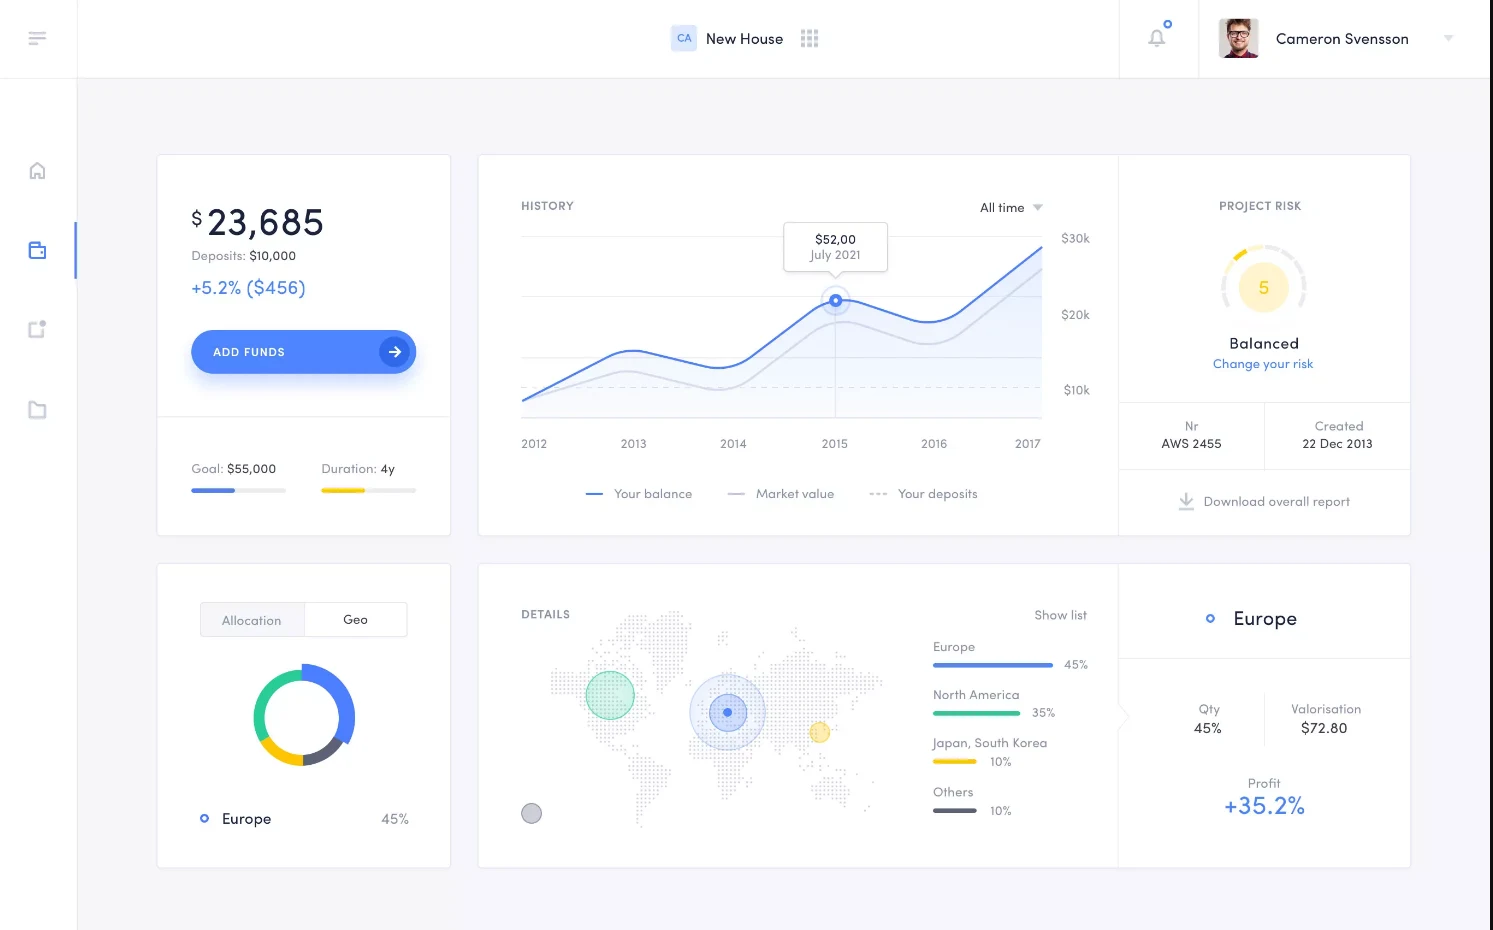 CA New House
Cameron Svensson
$23,685
Deposits: $10,000
+5.2% ($456)
ADD FUNDS
Goal: $55,000
Duration: 4y
HISTORY
All time
$52,00
July 2021
$30k
$20k
$10k
2012 2013 2014 2015 2016 2017
Your balance Market value Your deposits
PROJECT RISK
5
Balanced
Change your risk
Nr
AWS 2455
Created
22 Dec 2013
Download overall report
Allocation Geo
Europe 45%
DETAILS
Show list
Europe
45%
North America
35%
Japan, South Korea
10%
Others
10%
Europe
Qty
45%
Valorisation
$72.80
Profit
+35.2%